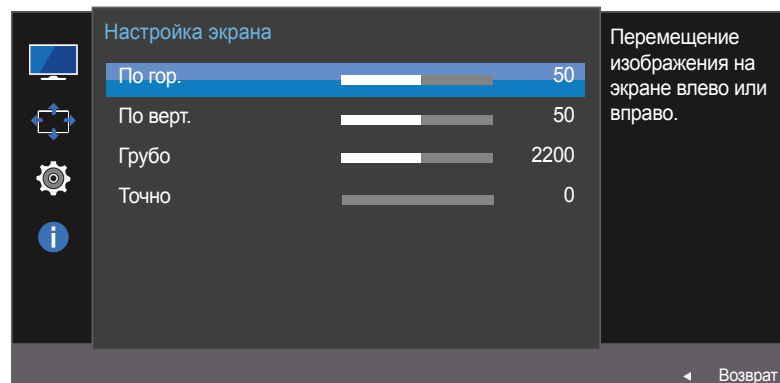 Настройка экрана
По гор. 50
По верт. 50
Грубо 2200
Точно 0
Перемещение
изображения на
экране влево или
вправо.
Возврат